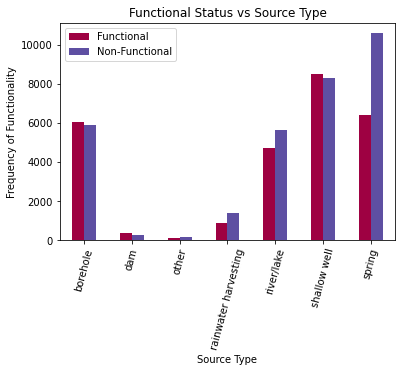 Functional Status vs Source Type
Functional
Non-Functional
Frequency of Functionality
10000
8000
6000
4000
2000
0
borehole
dam
other
rainwater harvesting
river/lake
shallow well
spring
Source Type